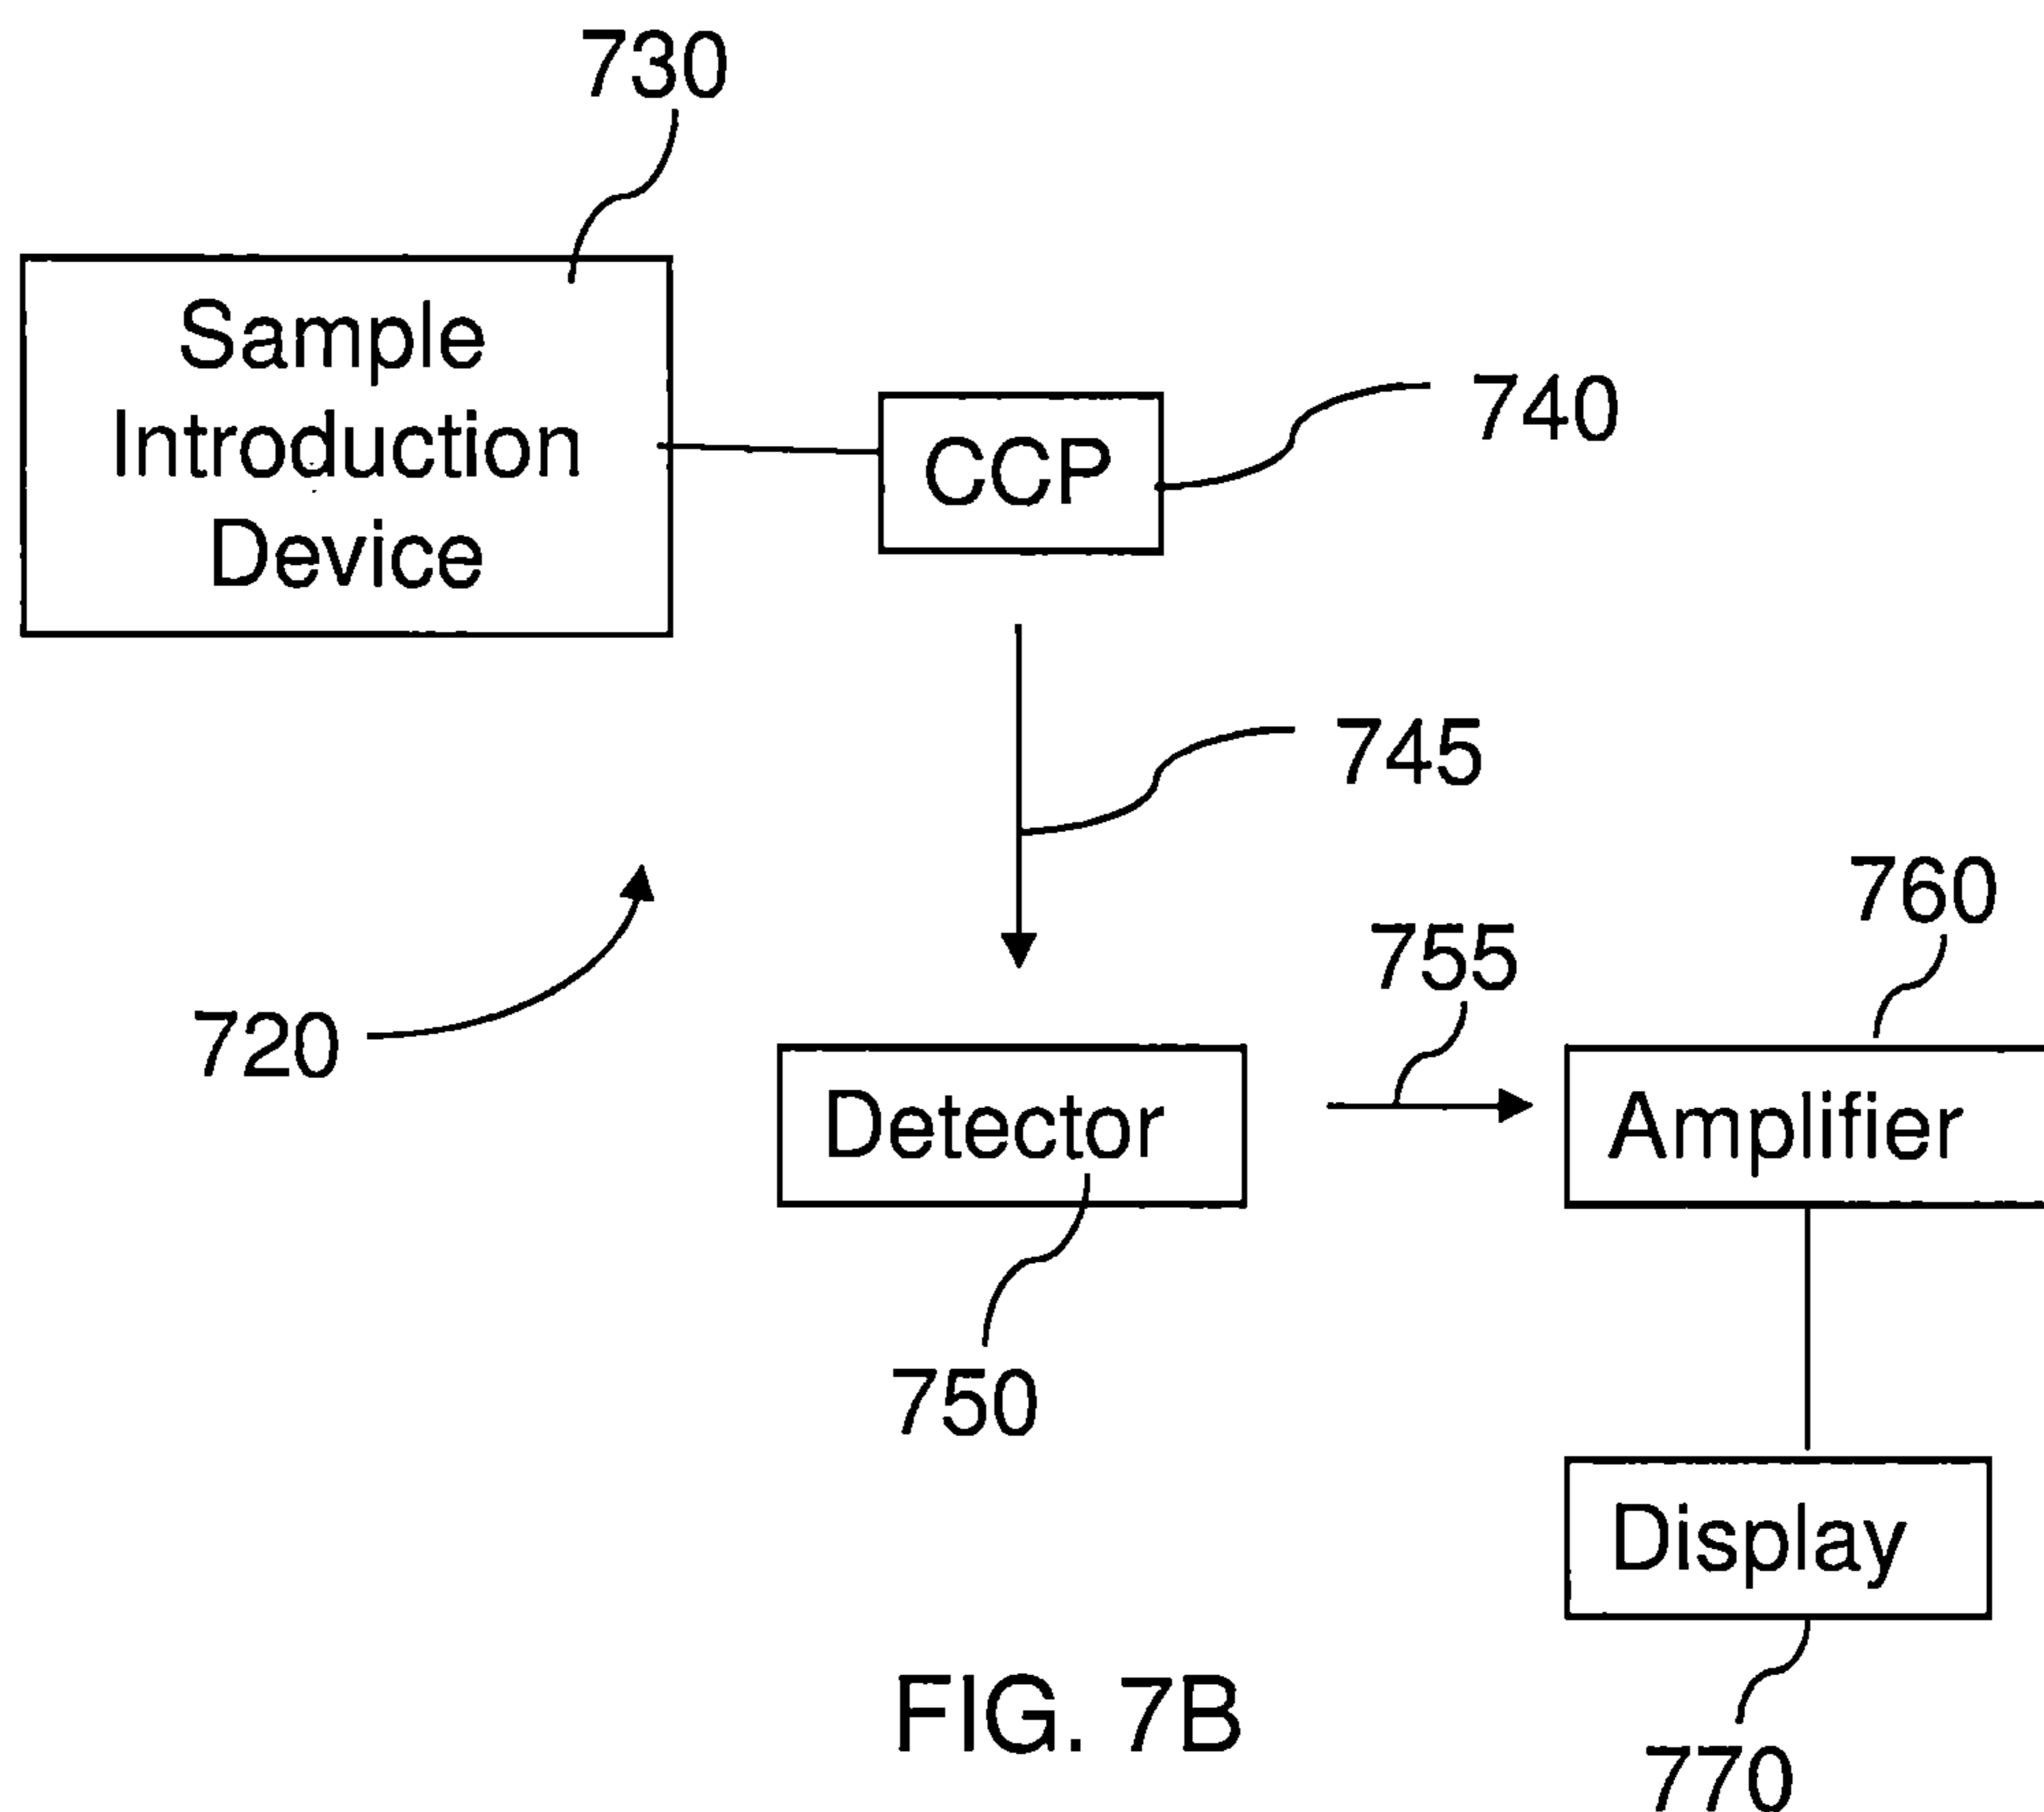 730
Sample
Introduction
Device
CCP
740
745
720
755
760
Detector
Amplifier
750
Display
FIG. 7B
770